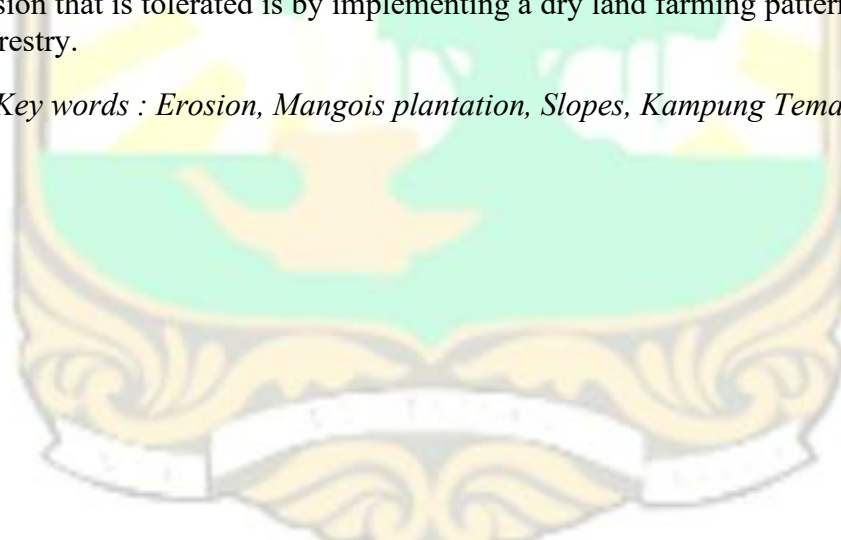 sion that is tolerated is by implementing a dry land farming patter
restry.
Key words : Erosion, Mangois plantation, Slopes, Kampung Tema